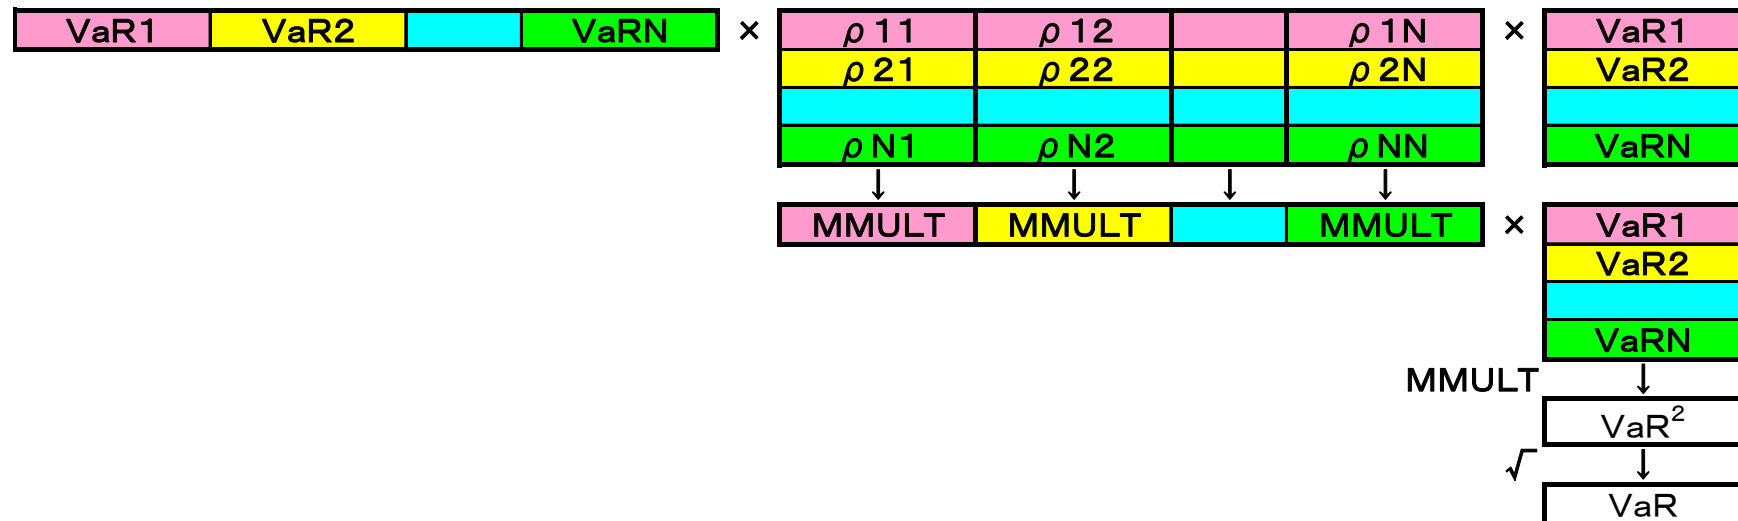 VaR1 VaR2 VaRN × ρ11 ρ12 ρ1N × VaR1
ρ21 ρ22 ρ2N VaR2
ρN1 ρN2 ρNN VaRN
↓ ↓ ↓ ↓
MMULT MMULT MMULT × VaR1
VaR2
VaRN
MMULT ↓
VaR²
√ ↓
VaR